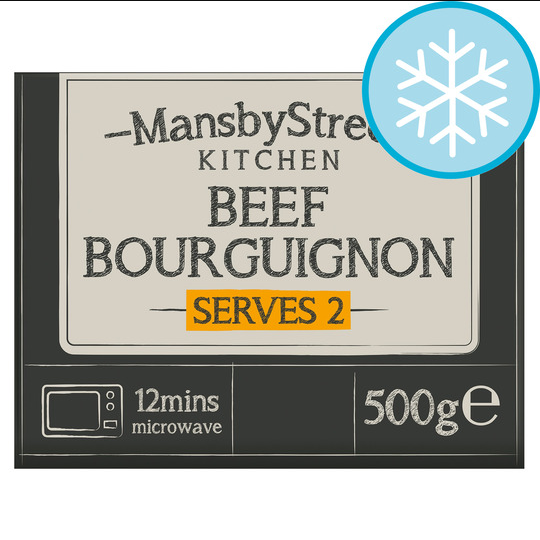 MansbyStre
KITCHEN
BEEF
BOURGUIGNON
SERVES 2
12mins
microwave
500g℮